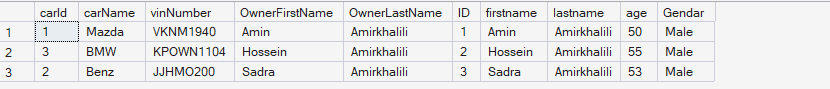 carId carName vinNumber OwnerFirstName OwnerLastName ID firstname lastname age Gendar
1 1 Mazda VKNM1940 Amin Amirkhalili 1 Amin Amirkhalili 50 Male
2 3 BMW KPOWN1104 Hossein Amirkhalili 2 Hossein Amirkhalili 55 Male
3 2 Benz JJHMO200 Sadra Amirkhalili 3 Sadra Amirkhalili 53 Male